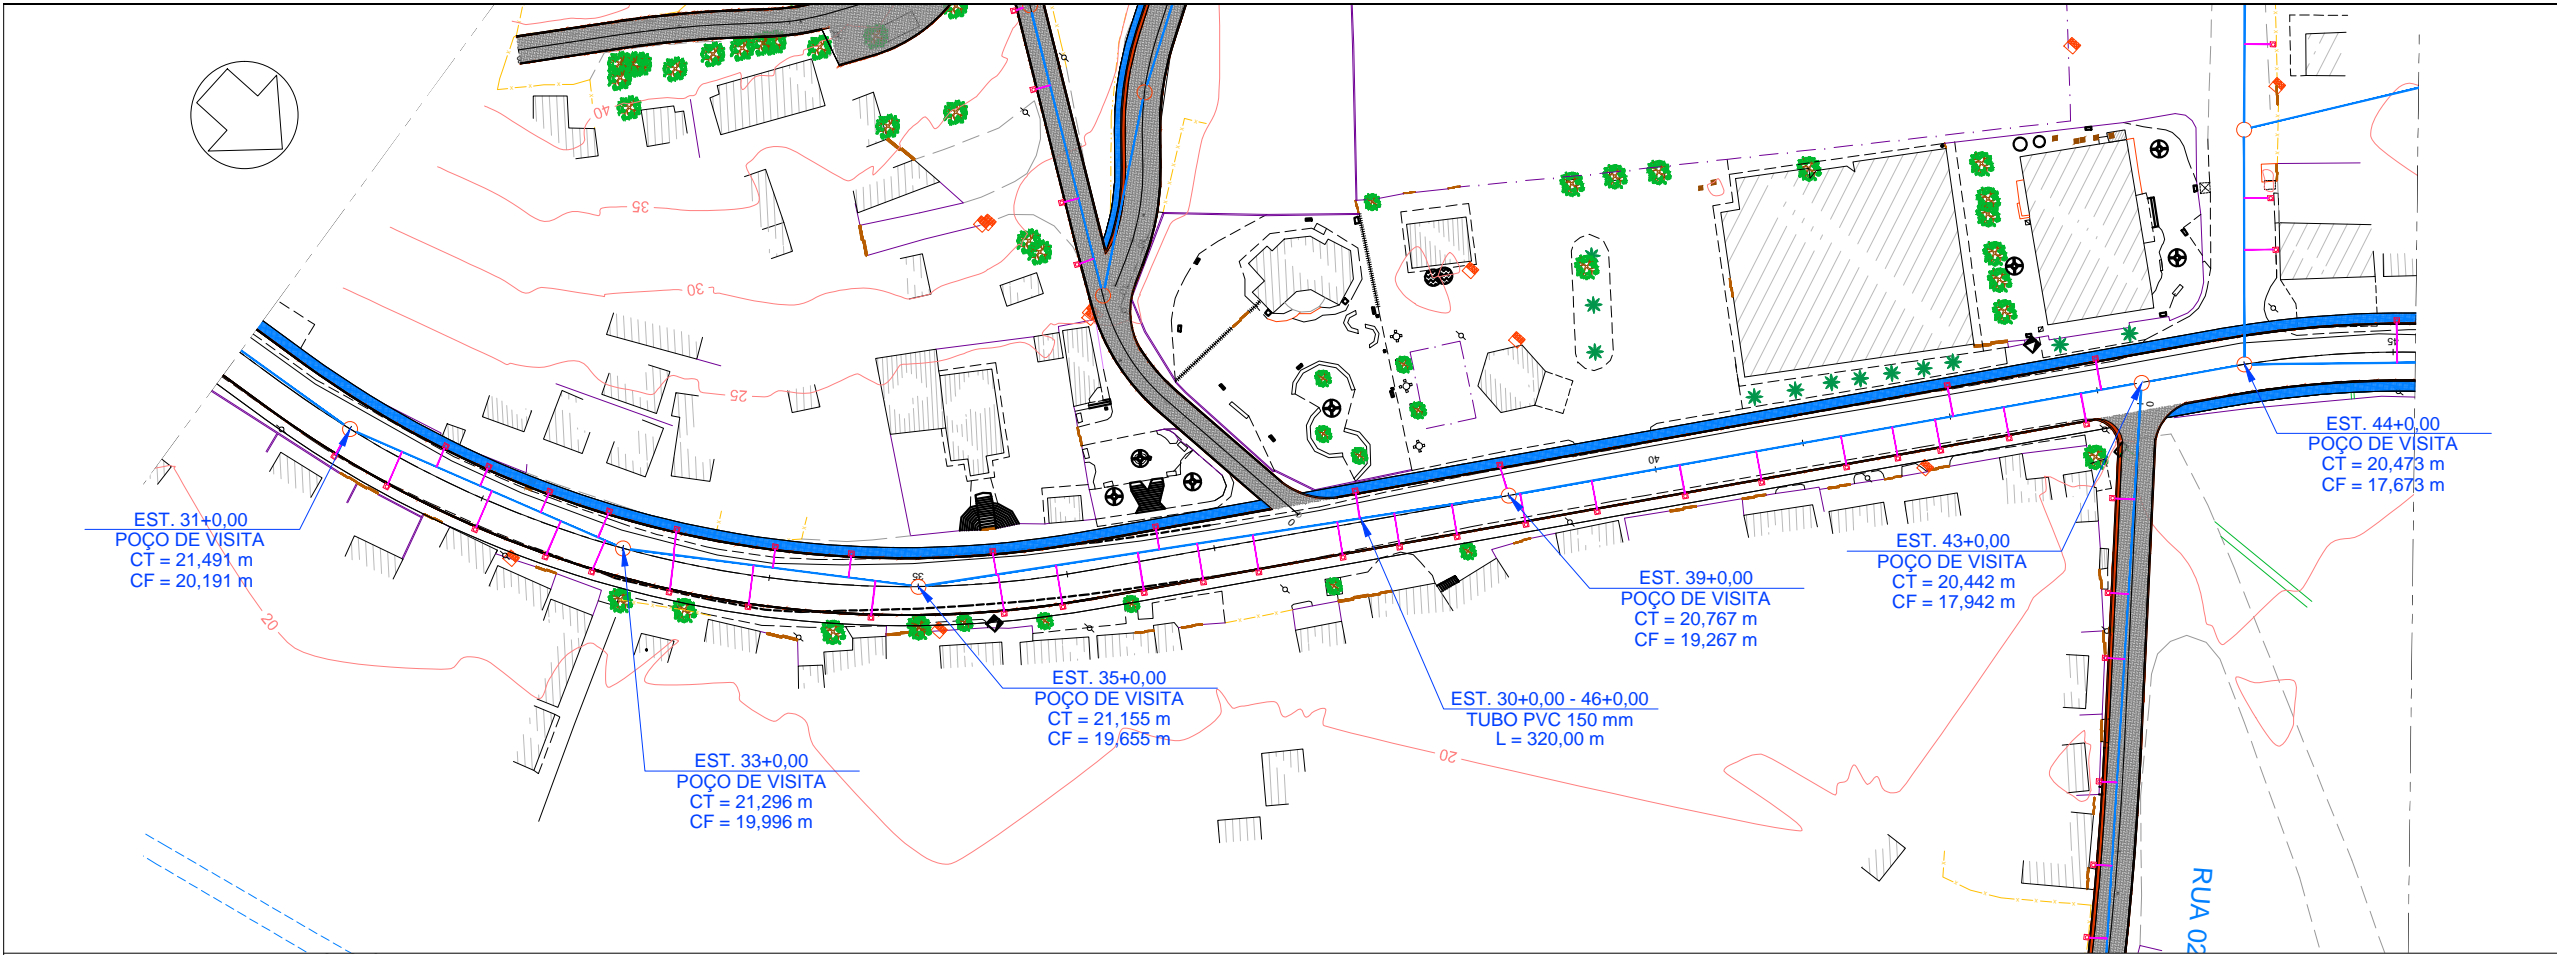 40
35
30
25
20
EST. 31+0,00
POÇO DE VISITA
CT = 21,491 m
CF = 20,191 m
EST. 33+0,00
POÇO DE VISITA
CT = 21,296 m
CF = 19,996 m
35
EST. 35+0,00
POÇO DE VISITA
CT = 21,155 m
CF = 19,655 m
0
EST. 30+0,00 - 46+0,00
TUBO PVC 150 mm
L = 320,00 m
20
40
EST. 39+0,00
POÇO DE VISITA
CT = 20,767 m
CF = 19,267 m
EST. 43+0,00
POÇO DE VISITA
CT = 20,442 m
CF = 17,942 m
0
45
EST. 44+0,00
POÇO DE VISITA
CT = 20,473 m
CF = 17,673 m
RUA 02